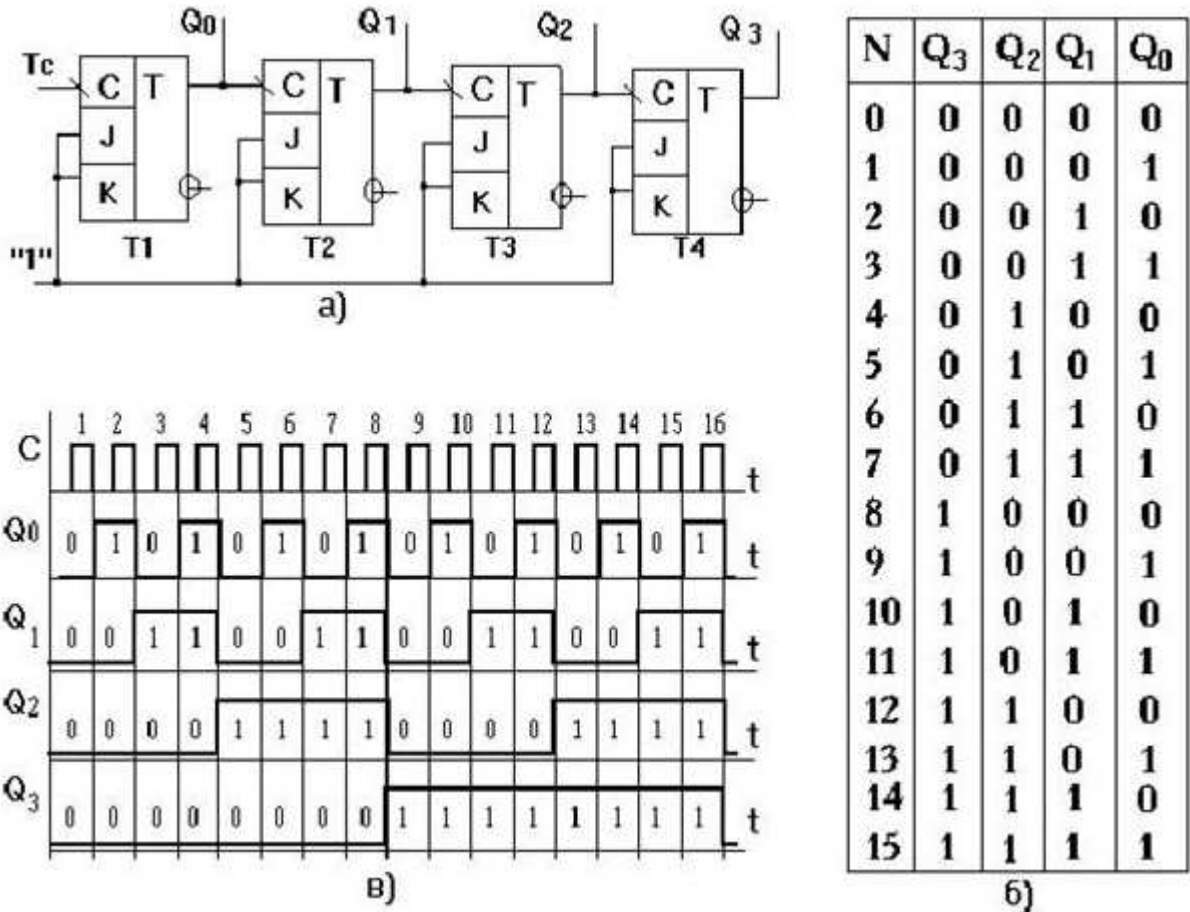 Q0 Q1 Q2 Q3
Tc C T C T C T C T
J J J J
K K K K
"1" T1 T2 T3 T4
а)
1 2 3 4 5 6 7 8 9 10 11 12 13 14 15 16
C t
Q0 0 1 0 1 0 1 0 1 0 1 0 1 0 1 0 1 t
Q1 0 0 1 1 0 0 1 1 0 0 1 1 0 0 1 1 t
Q2 0 0 0 0 1 1 1 1 0 0 0 0 1 1 1 1 t
Q3 0 0 0 0 0 0 0 0 1 1 1 1 1 1 1 1 t
в)
N Q3 Q2 Q1 Q0
0 0 0 0 0
1 0 0 0 1
2 0 0 1 0
3 0 0 1 1
4 0 1 0 0
5 0 1 0 1
6 0 1 1 0
7 0 1 1 1
8 1 0 0 0
9 1 0 0 1
10 1 0 1 0
11 1 0 1 1
12 1 1 0 0
13 1 1 0 1
14 1 1 1 0
15 1 1 1 1
б)